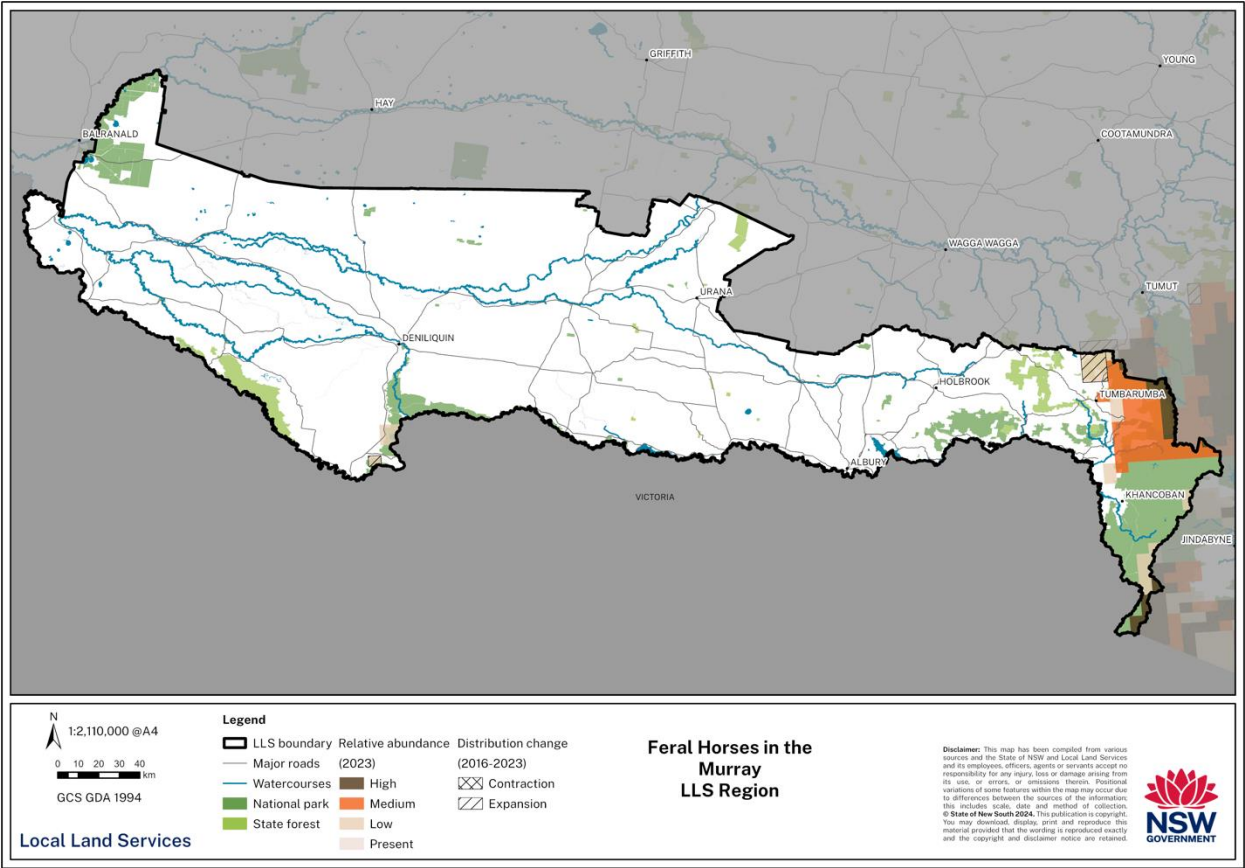 GRIFFITH
YOUNG
HAY
BALRANALD
COOTAMUNDRA
WAGGA WAGGA
TUMUT
URANA
DENILIQUIN
HOLBROOK
TUMBARUMBA
ALBURY
VICTORIA
KHANCOBAN
JINDABYNE
N
1:2,110,000 @A4
0 10 20 30 40
km
GCS GDA 1994
Local Land Services
Legend
LLS boundary
Major roads
Watercourses
National park
State forest
Relative abundance
(2023)
High
Medium
Low
Present
Distribution change
(2016-2023)
Contraction
Expansion
Feral Horses in the
Murray
LLS Region
Disclaimer: This map has been compiled from various
sources and the State of NSW and Local Land Services
and its employees, officers, agents or servants accept no
responsibility for any injury, loss or damage arising from
its use, or errors, or omissions therein. Positional
variations of some features within the map may occur due
to differences between the sources of the information;
this includes scale, date and method of collection.
© State of New South 2024. This publication is copyright.
You may download, display, print and reproduce this
material provided that the wording is reproduced exactly
and the copyright and disclaimer notice are retained.
NSW
GOVERNMENT